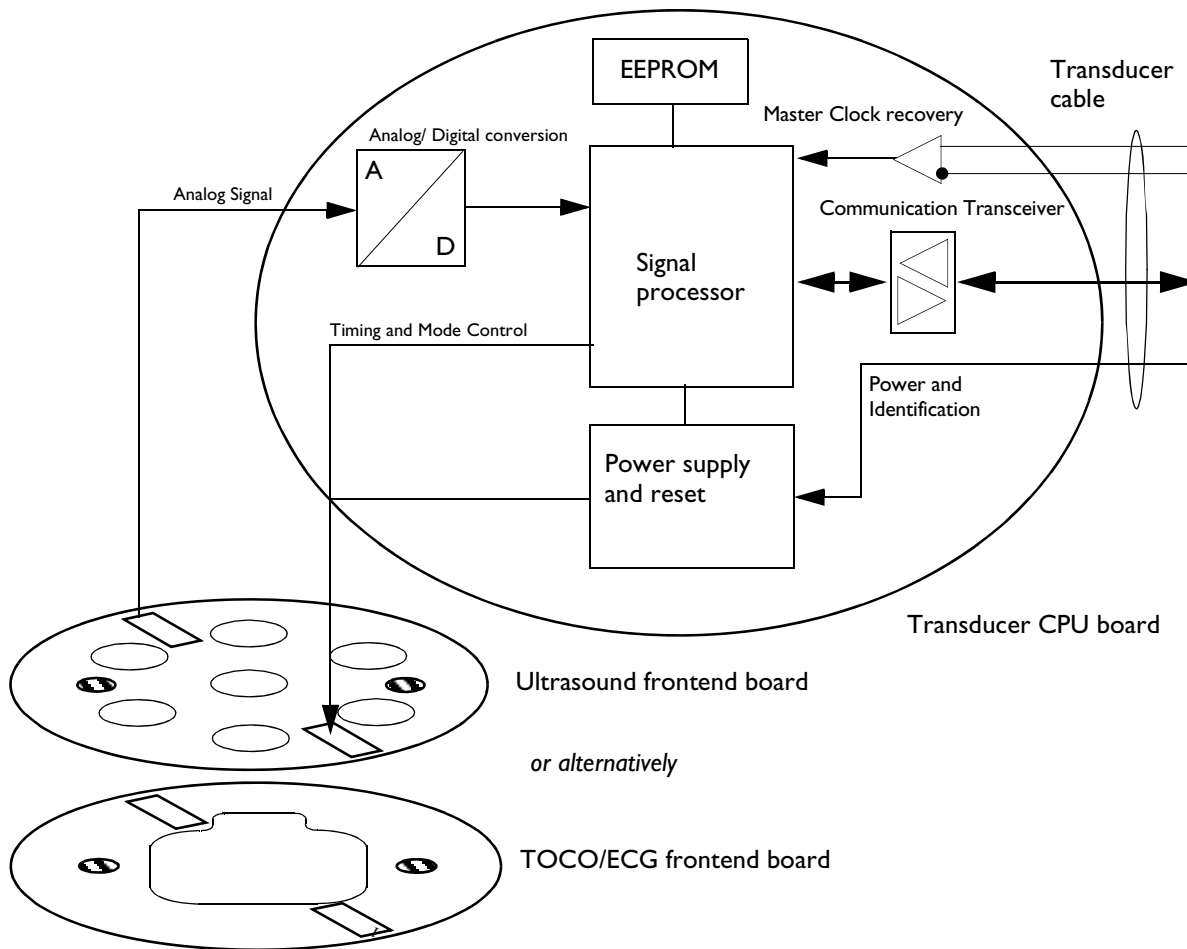 EEPROM
Transducer
cable
Master Clock recovery
Analog/ Digital conversion
A
D
Analog Signal
Communication Transceiver
Signal
processor
Timing and Mode Control
Power and
Identification
Power supply
and reset
Transducer CPU board
Ultrasound frontend board
or alternatively
TOCO/ECG frontend board